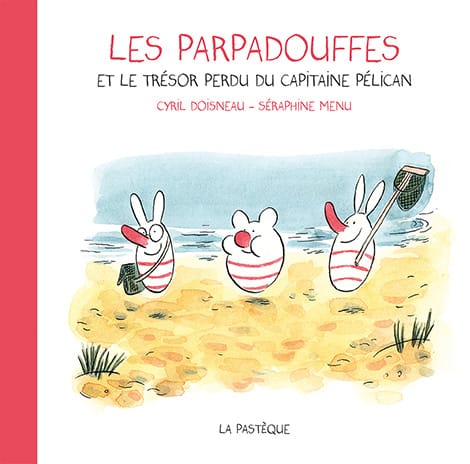 LES PARPADOUFFES
ET LE TRÉSOR PERDU DU CAPITAINE PÉLICAN
CYRIL DOISNEAU – SÉRAPHINE MENU
LA PASTÈQUE